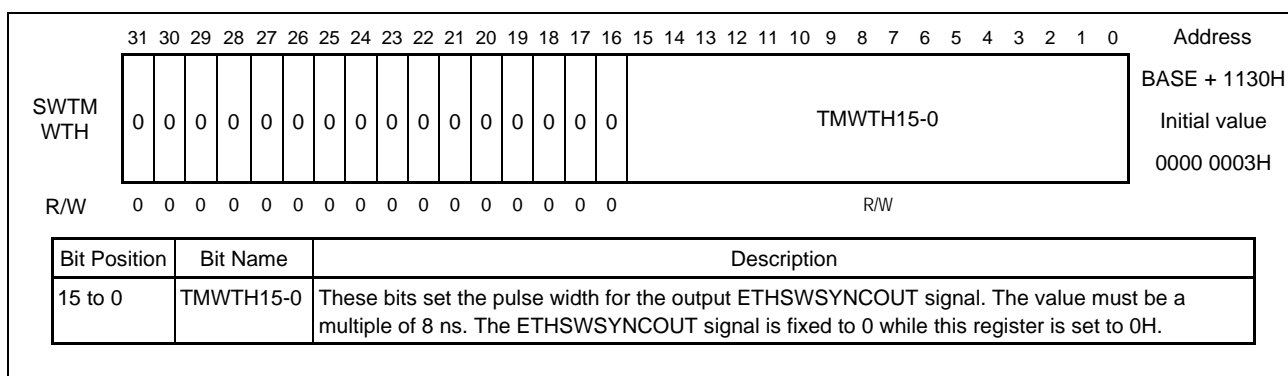 31 30 29 28 27 26 25 24 23 22 21 20 19 18 17 16 15 14 13 12 11 10 9 8 7 6 5 4 3 2 1 0 Address
BASE + 1130H
SWTM
WTH
0 0 0 0 0 0 0 0 0 0 0 0 0 0 0 0 TMWTH15-0
Initial value
0000 0003H
R/W 0 0 0 0 0 0 0 0 0 0 0 0 0 0 0 0 R/W
Bit Position Bit Name Description
15 to 0 TMWTH15-0 These bits set the pulse width for the output ETHSWSYNCOUT signal. The value must be a
multiple of 8 ns. The ETHSWSYNCOUT signal is fixed to 0 while this register is set to 0H.